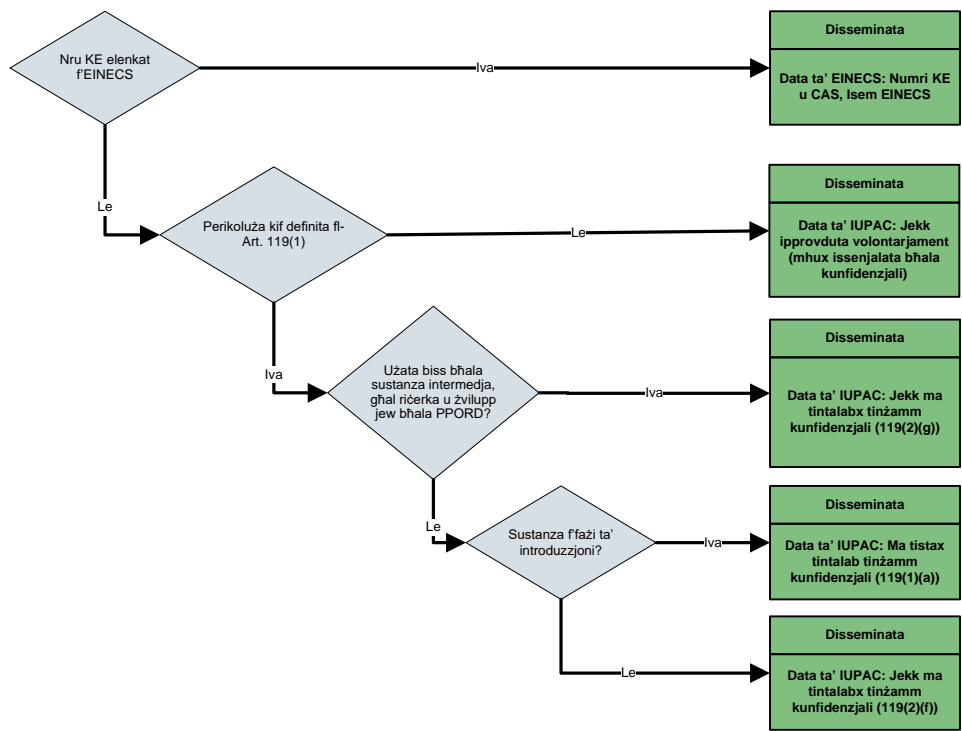 Nru KE elenkat
f'EINECS
Iva
Disseminata
Data ta' EINECS: Numri KE
u CAS, Isem EINECS
Le
Perikoluża kif definita fl-
Art. 119(1)
Le
Disseminata
Data ta' IUPAC: Jekk
ipprovduta volontarjament
(mhux issenjalata bħala
kunfidenzjali)
Iva
Użata biss bħala
sustanza intermedja,
għal riċerka u żvilupp
jew bħala PPORD?
Iva
Disseminata
Data ta' IUPAC: Jekk ma
tintalabx tinżamm
kunfidenzjali (119(2)(g))
Le
Sustanza f'fażi ta'
introduzzjoni?
Iva
Disseminata
Data ta' IUPAC: Ma tistax
tintalab tinżamm
kunfidenzjali (119(1)(a))
Le
Disseminata
Data ta' IUPAC: Jekk ma
tintalabx tinżamm
kunfidenzjali (119(2)(f))